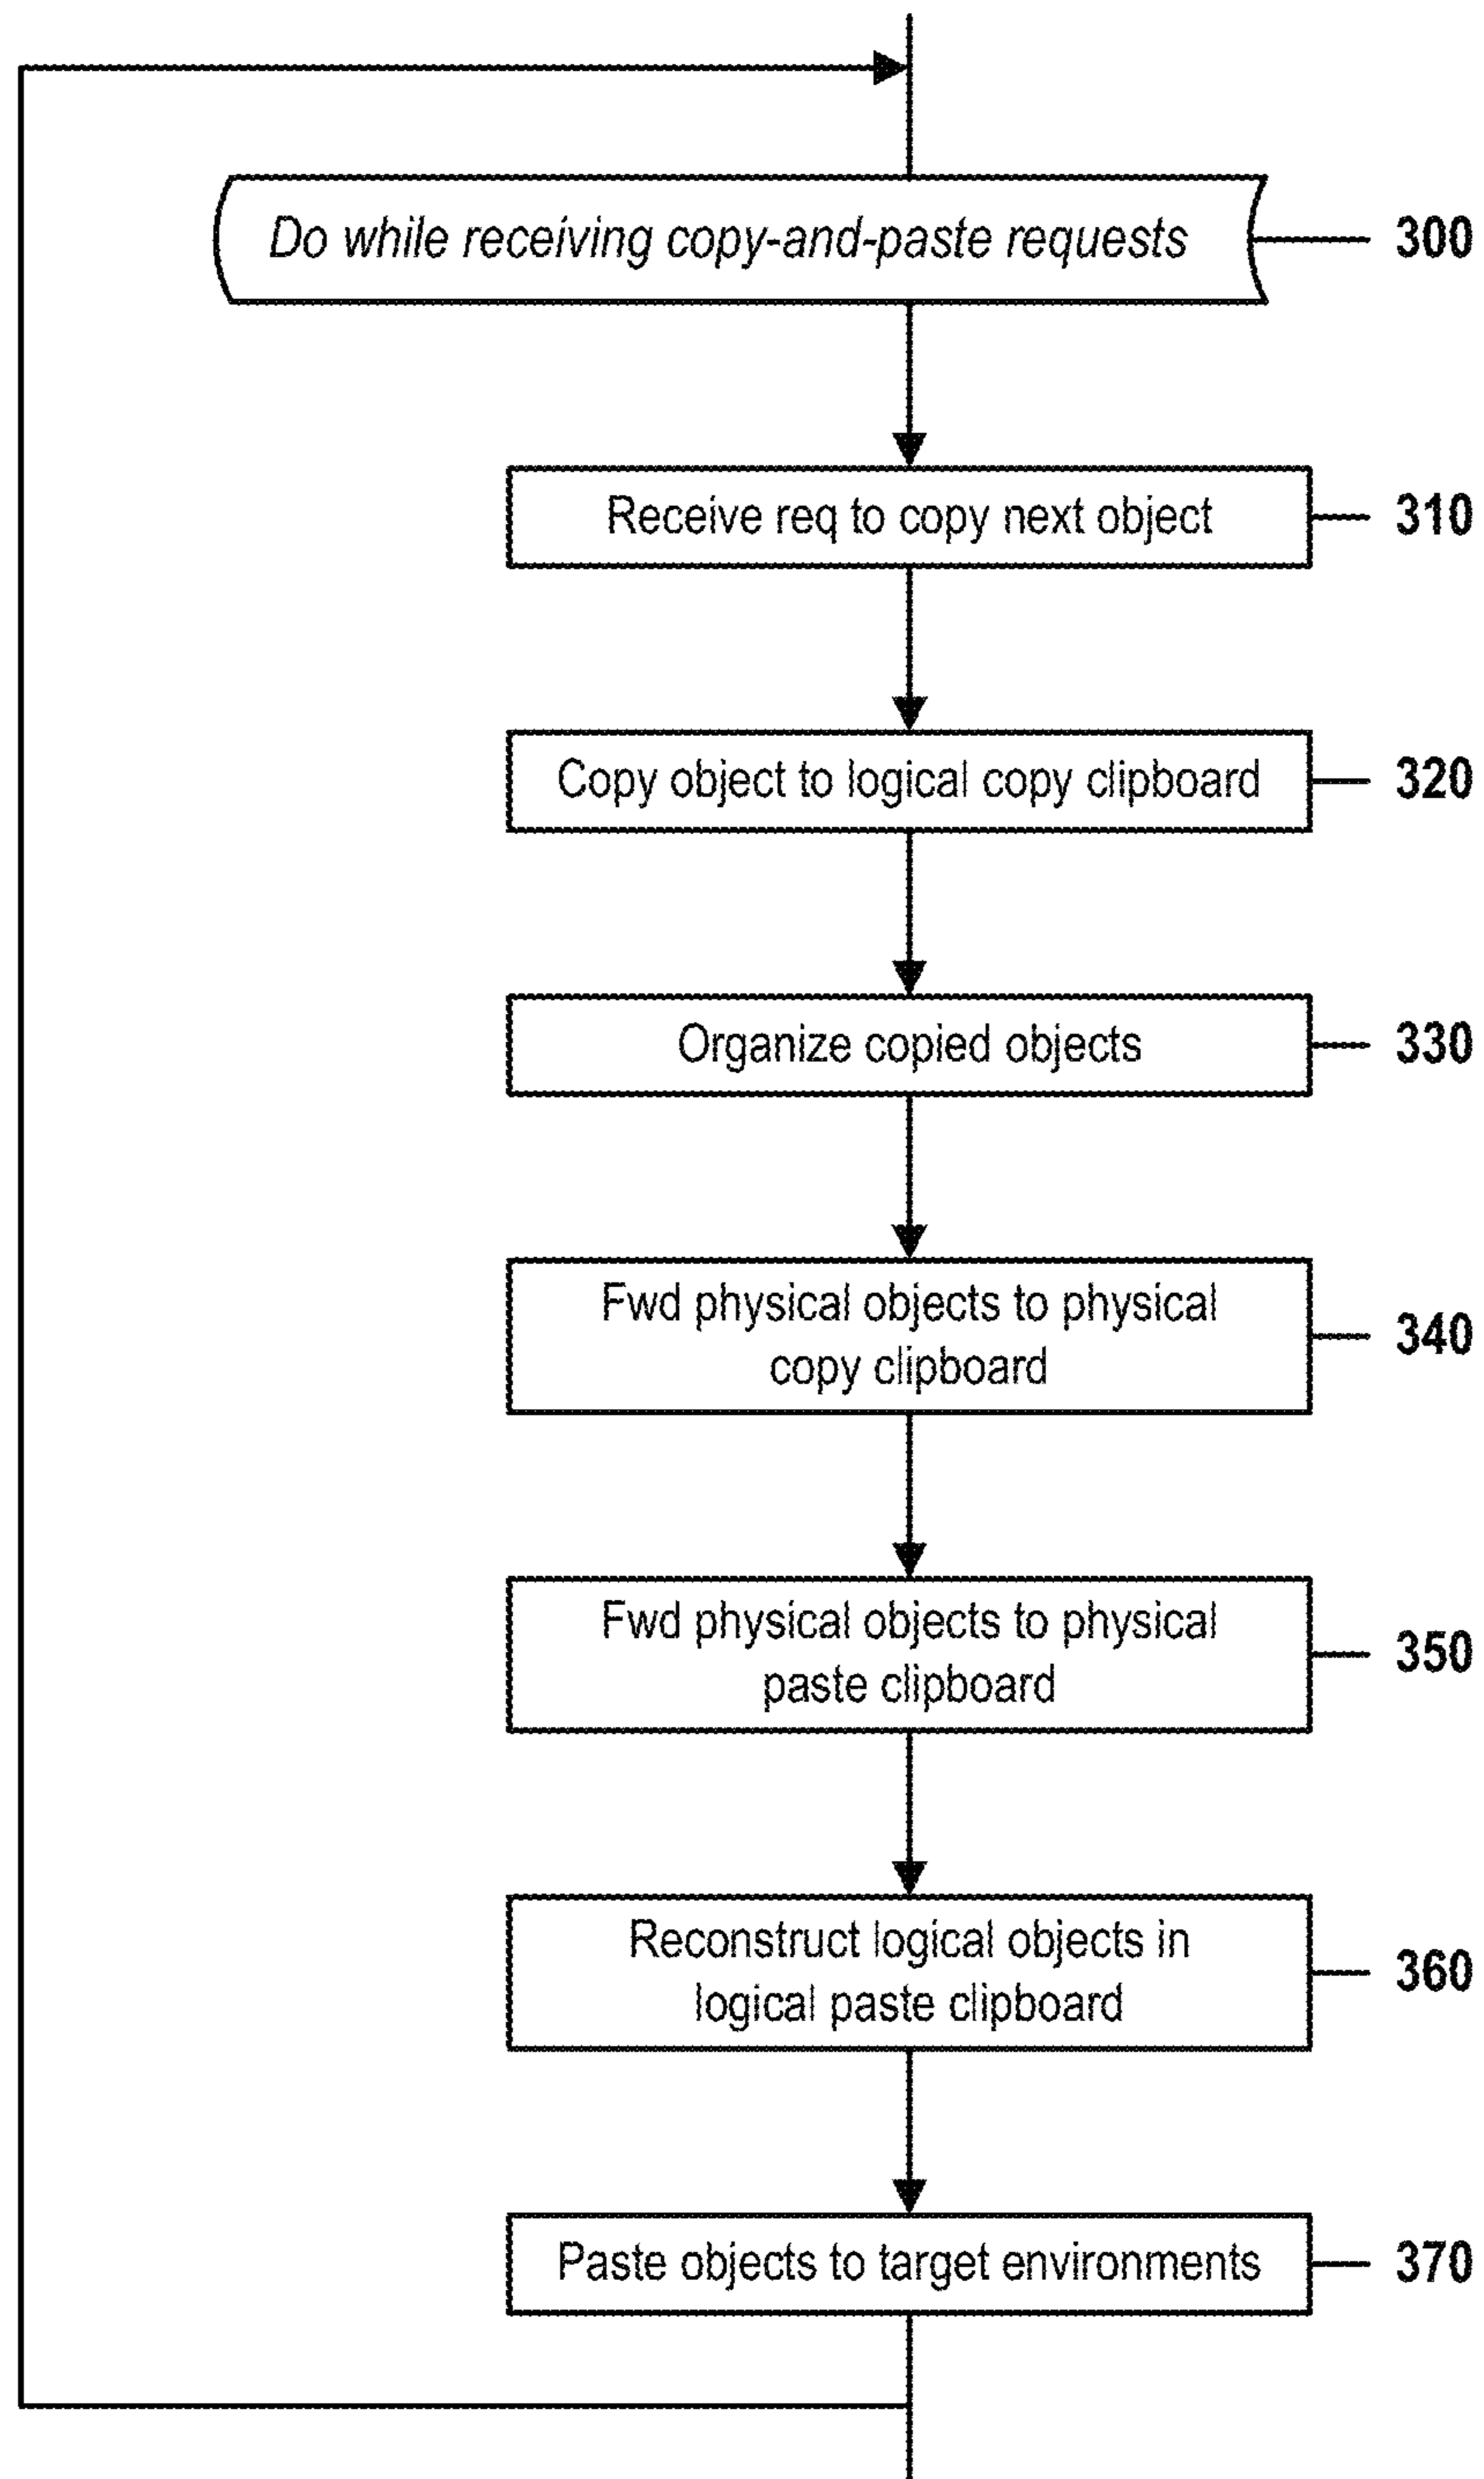 Do while receiving copy-and-paste requests
300
Receive req to copy next object
310
Copy object to logical copy clipboard
320
Organize copied objects
330
Fwd physical objects to physical
copy clipboard
340
Fwd physical objects to physical
paste clipboard
350
Reconstruct logical objects in
logical paste clipboard
360
Paste objects to target environments
370